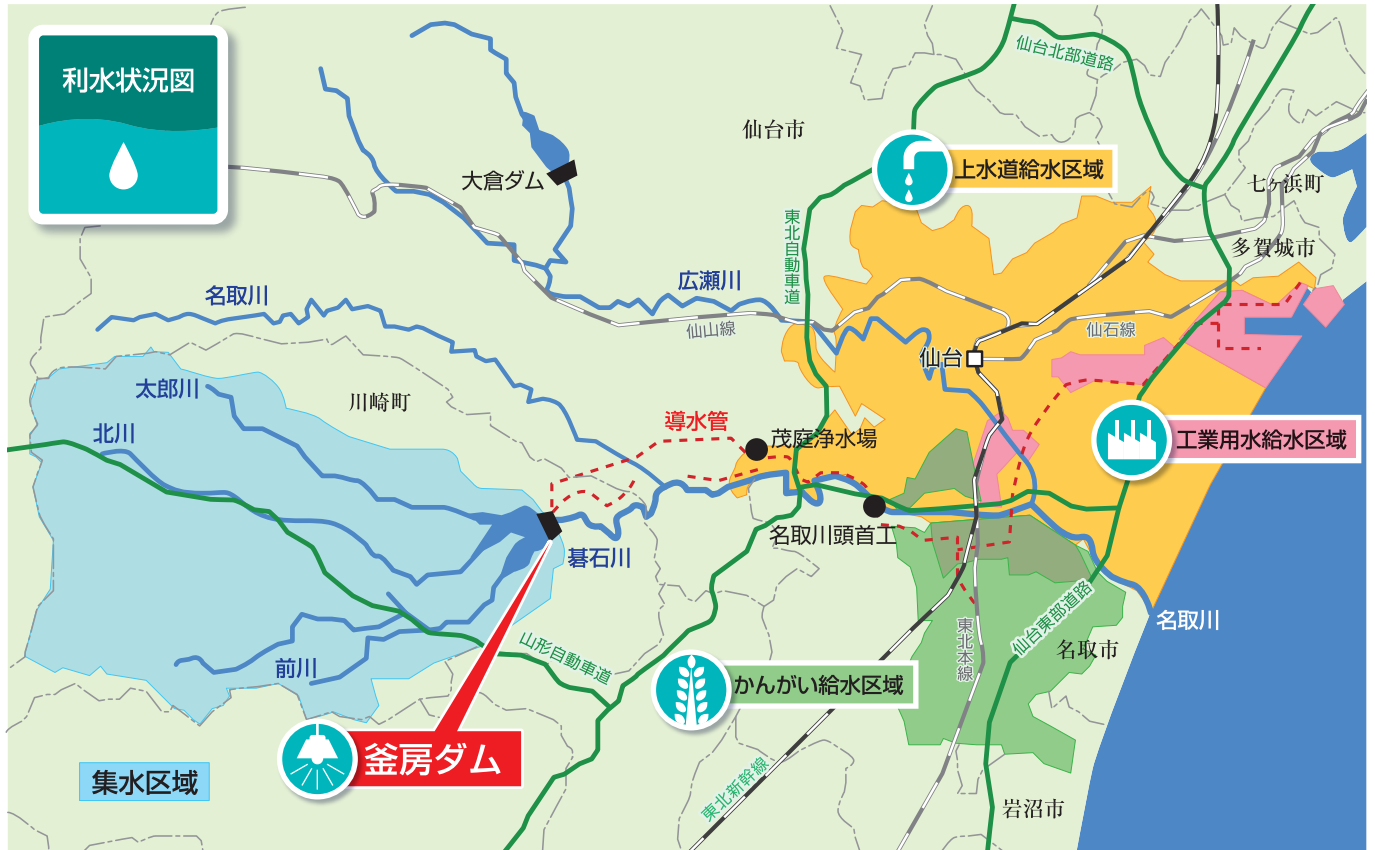 利水状況図
仙台北部道路
仙台市
上水道給水区域
大倉ダム
七ヶ浜町
東北自動車道
多賀城市
広瀬川
名取川
仙山線
仙石線
仙台
太郎川
川崎町
北川
導水管
茂庭浄水場
工業用水給水区域
名取川頭首工
碁石川
名取川
仙台東部道路
名取市
東北本線
山形自動車道
前川
かんがい給水区域
釜房ダム
集水区域
東北新幹線
岩沼市